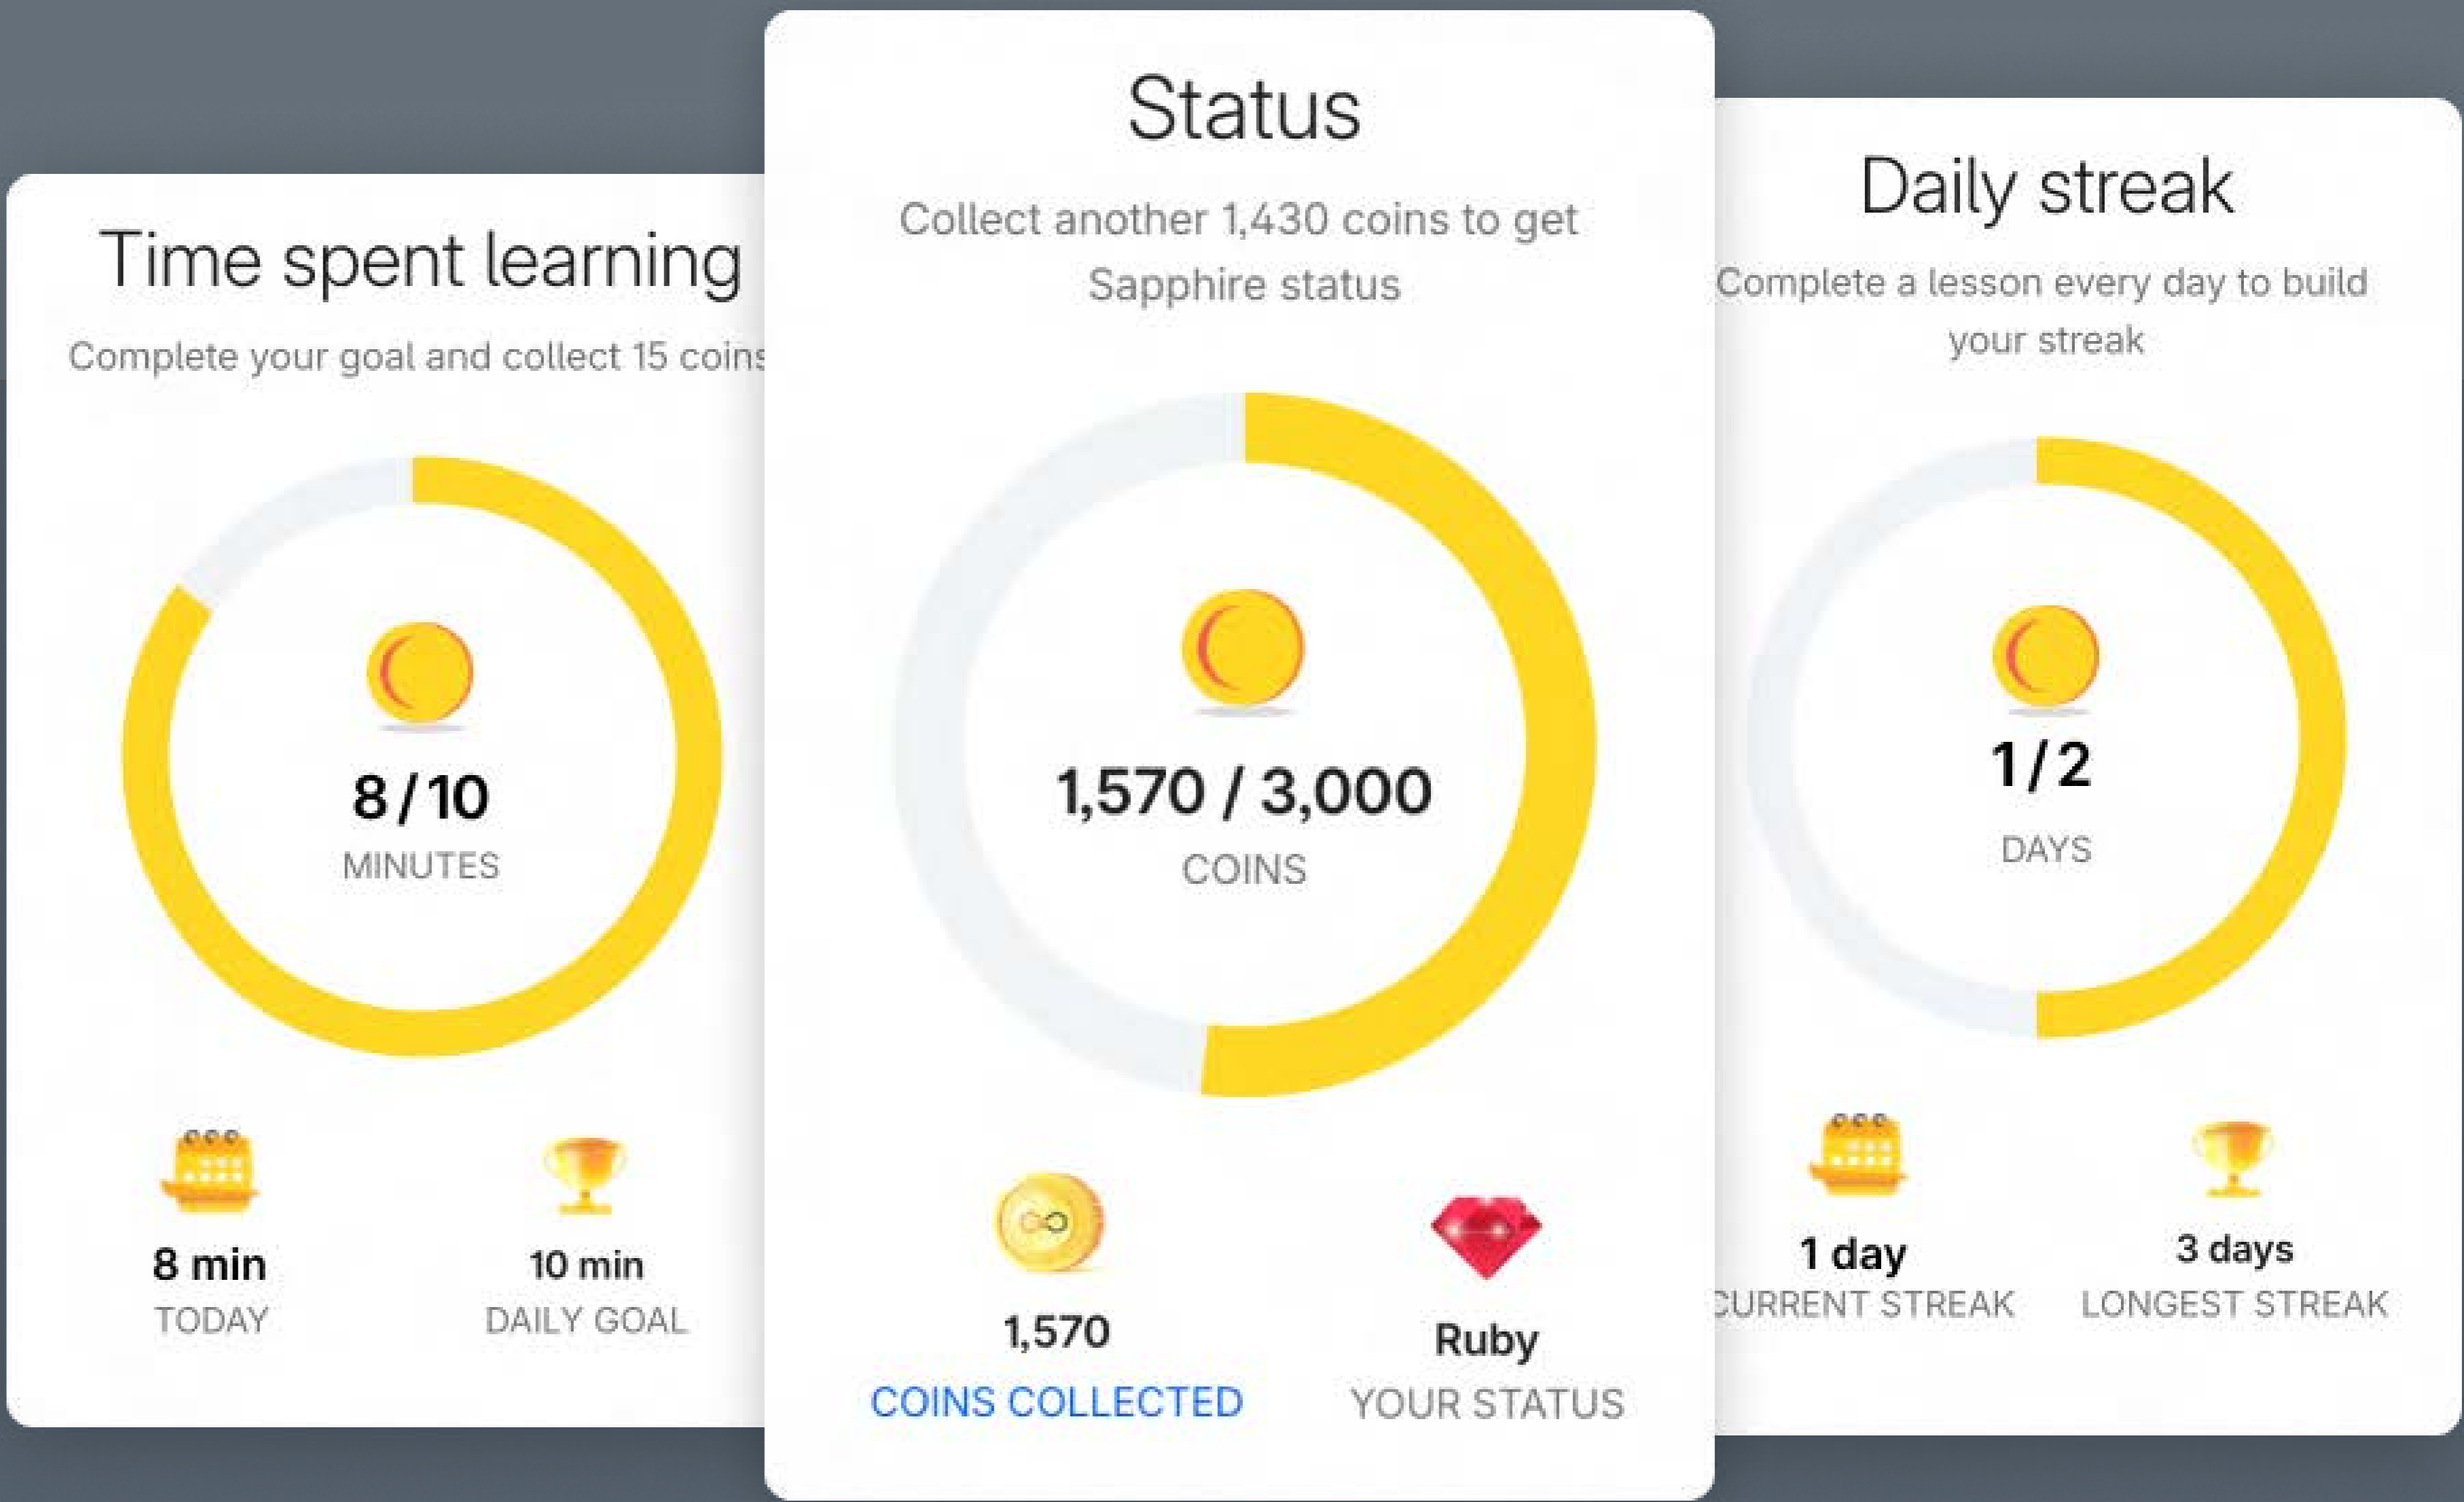 Time spent learning
Complete your goal and collect 15 coins
8/10
MINUTES
8 min
TODAY
10 min
DAILY GOAL
Status
Collect another 1,430 coins to get
Sapphire status
1,570 / 3,000
COINS
1,570
COINS COLLECTED
Ruby
YOUR STATUS
Daily streak
Complete a lesson every day to build
your streak
1/2
DAYS
1 day
CURRENT STREAK
3 days
LONGEST STREAK